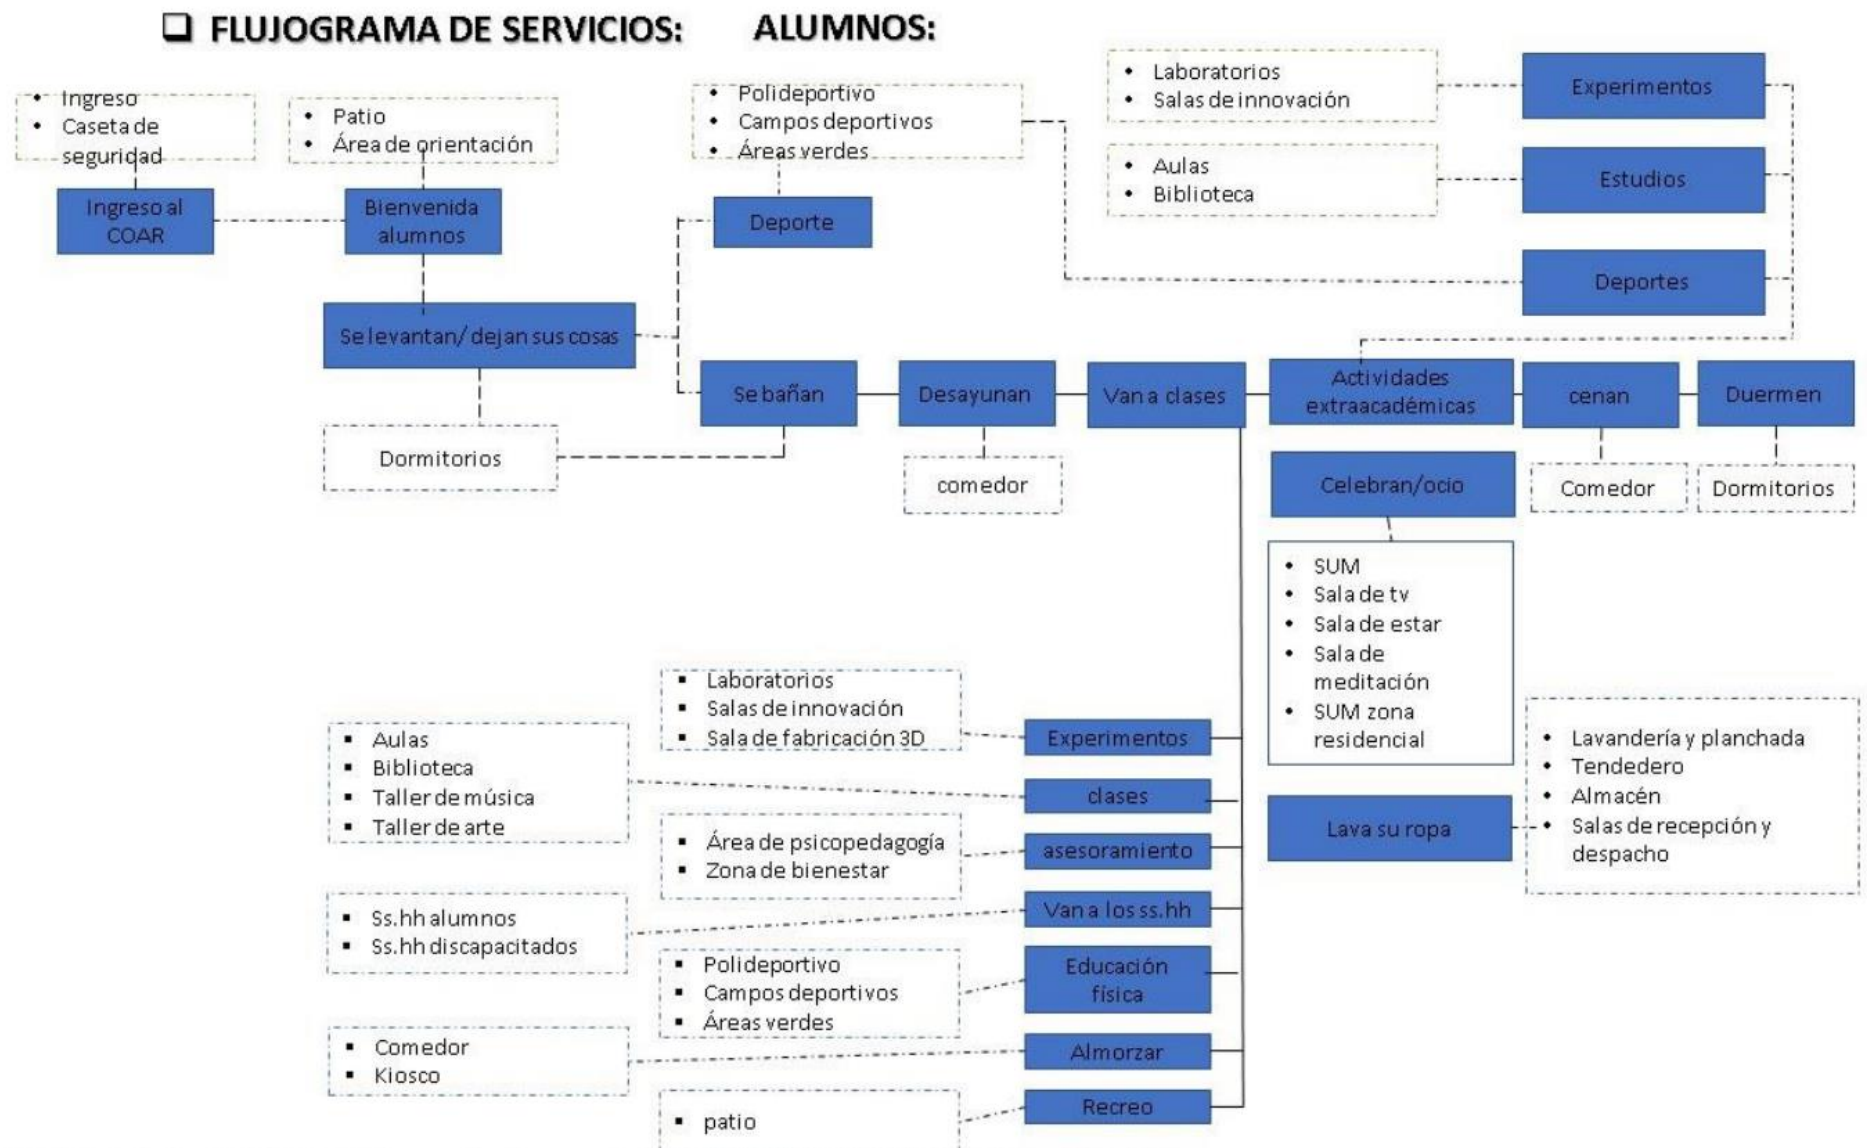 ❑ FLUJOGRAMA DE SERVICIOS: ALUMNOS:
• Ingreso
• Caseta de
seguridad
• Patio
• Área de orientación
• Polideportivo
• Campos deportivos
• Áreas verdes
• Laboratorios
• Salas de innovación
Experimentos
• Aulas
• Biblioteca
Estudios
Ingreso al
COAR
Bienvenida
alumnos
Deporte
Deportes
Se levantan/ dejan sus cosas
Se bañan
Desayunan
Van a clases
Actividades
extraacadémicas
cenan
Duermen
Dormitorios
comedor
Celebran/ocio
Comedor
Dormitorios
• SUM
• Sala de tv
• Sala de estar
• Sala de
meditación
• SUM zona
residencial
▪ Laboratorios
▪ Salas de innovación
▪ Sala de fabricación 3D
Experimentos
▪ Aulas
▪ Biblioteca
▪ Taller de música
▪ Taller de arte
clases
• Lavandería y planchada
• Tendedero
• Almacén
• Salas de recepción y
despacho
Lava su ropa
▪ Área de psicopedagogía
▪ Zona de bienestar
asesoramiento
▪ Ss.hh alumnos
▪ Ss.hh discapacitados
Van a los ss.hh
▪ Polideportivo
▪ Campos deportivos
▪ Áreas verdes
Educación
física
▪ Comedor
▪ Kiosco
Almorzar
▪ patio
Recreo